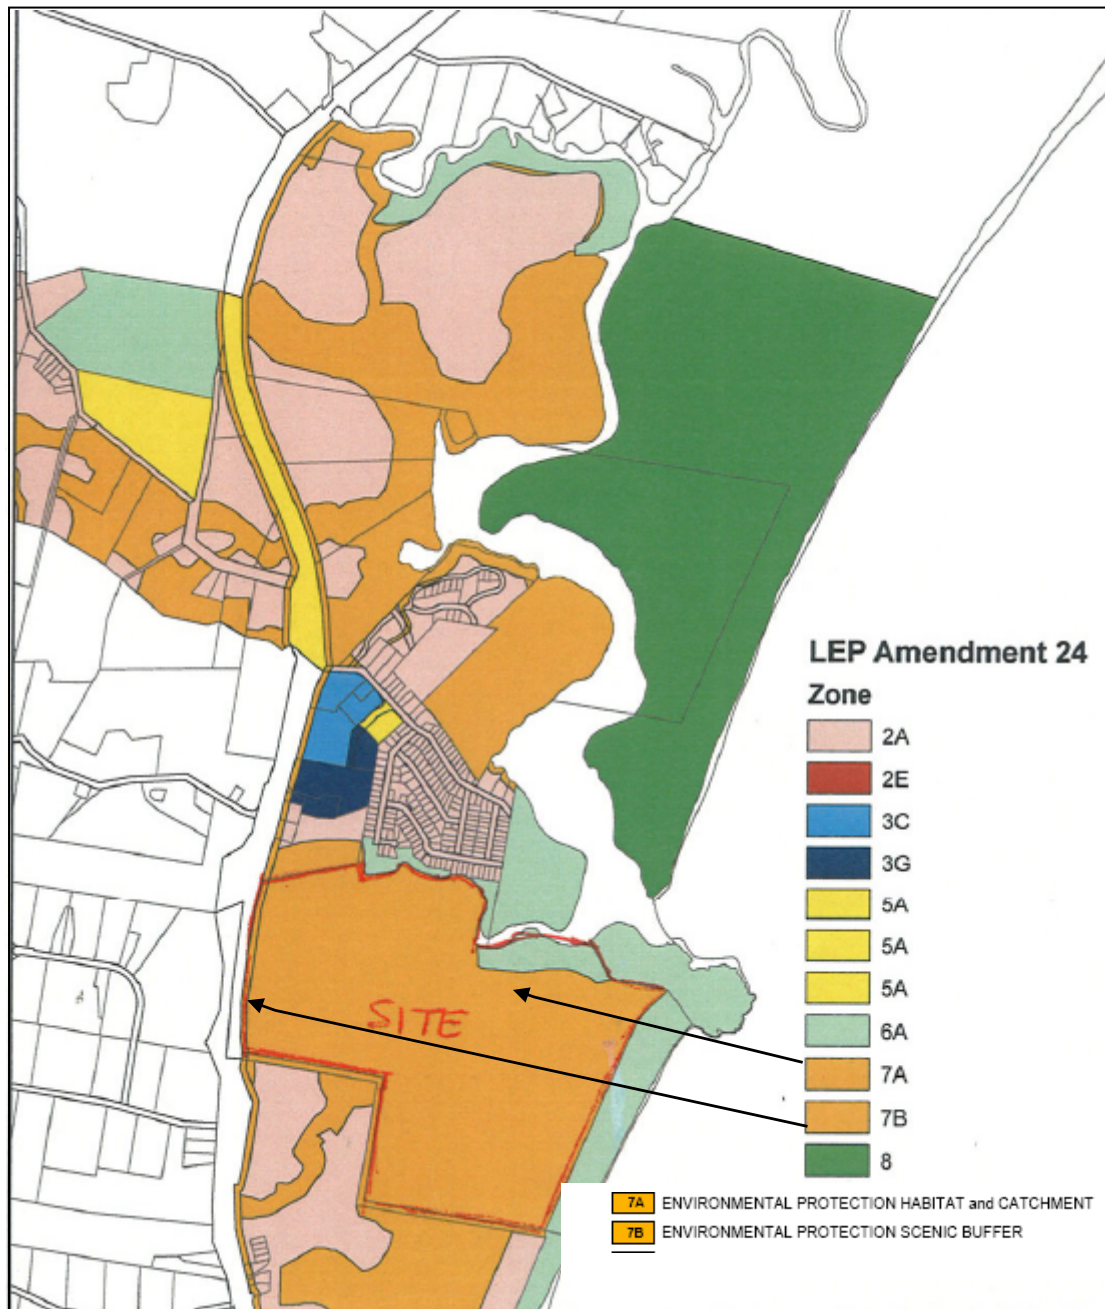 LEP Amendment 24
Zone
2A
2E
3C
3G
5A
5A
5A
6A
7A
7B
8
SITE
7A ENVIRONMENTAL PROTECTION HABITAT and CATCHMENT
7B ENVIRONMENTAL PROTECTION SCENIC BUFFER